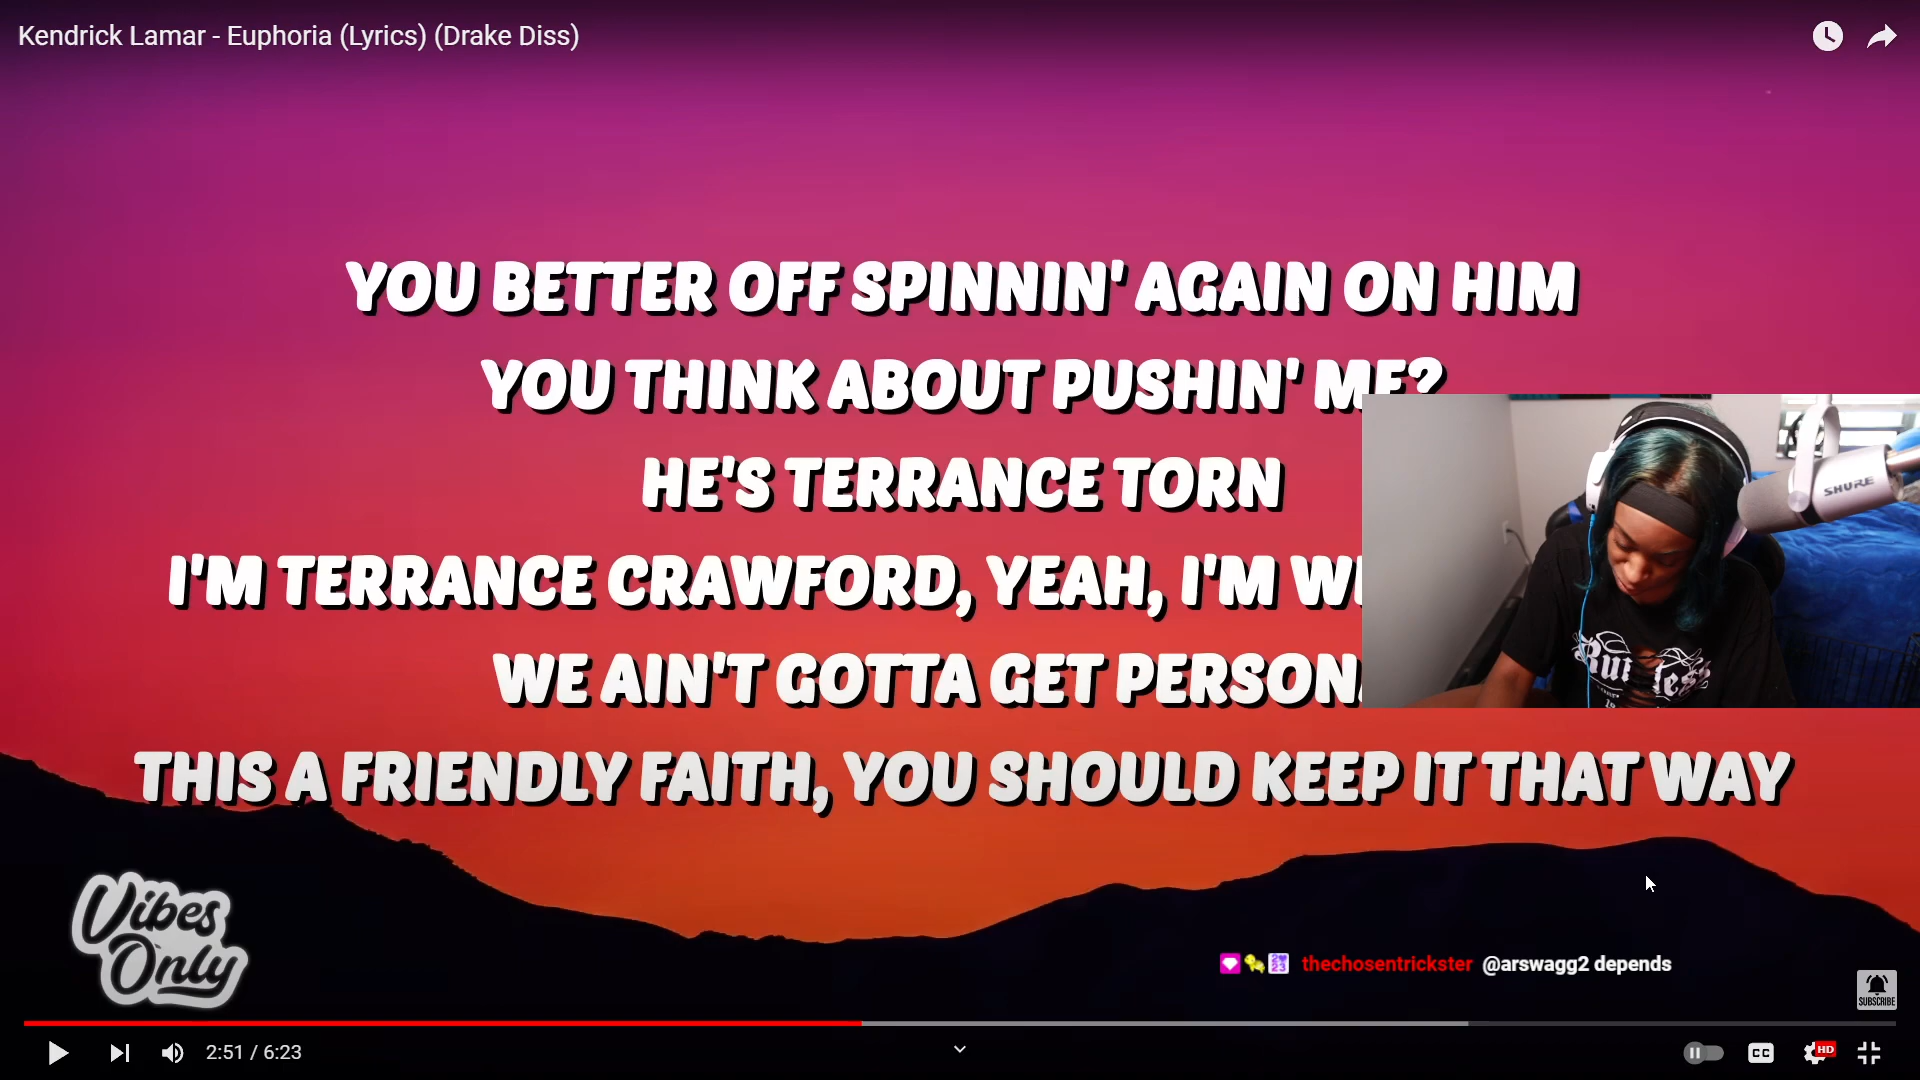 Kendrick Lamar - Euphoria (Lyrics) (Drake Diss)
YOU BETTER OFF SPINNIN' AGAIN ON HIM
YOU THINK ABOUT PUSHIN' ME?
HE'S TERRANCE TORN
I'M TERRANCE CRAWFORD, YEAH, I'M
WE AIN'T GOTTA GET
THIS A FRIENDLY FAITH, YOU SHOULD KEEP IT THAT WAY
SHURE
Vibes
Only
thechosentrickster @arswagg2 depends
SUBSCRIBE
2:51 / 6:23
CC
HD